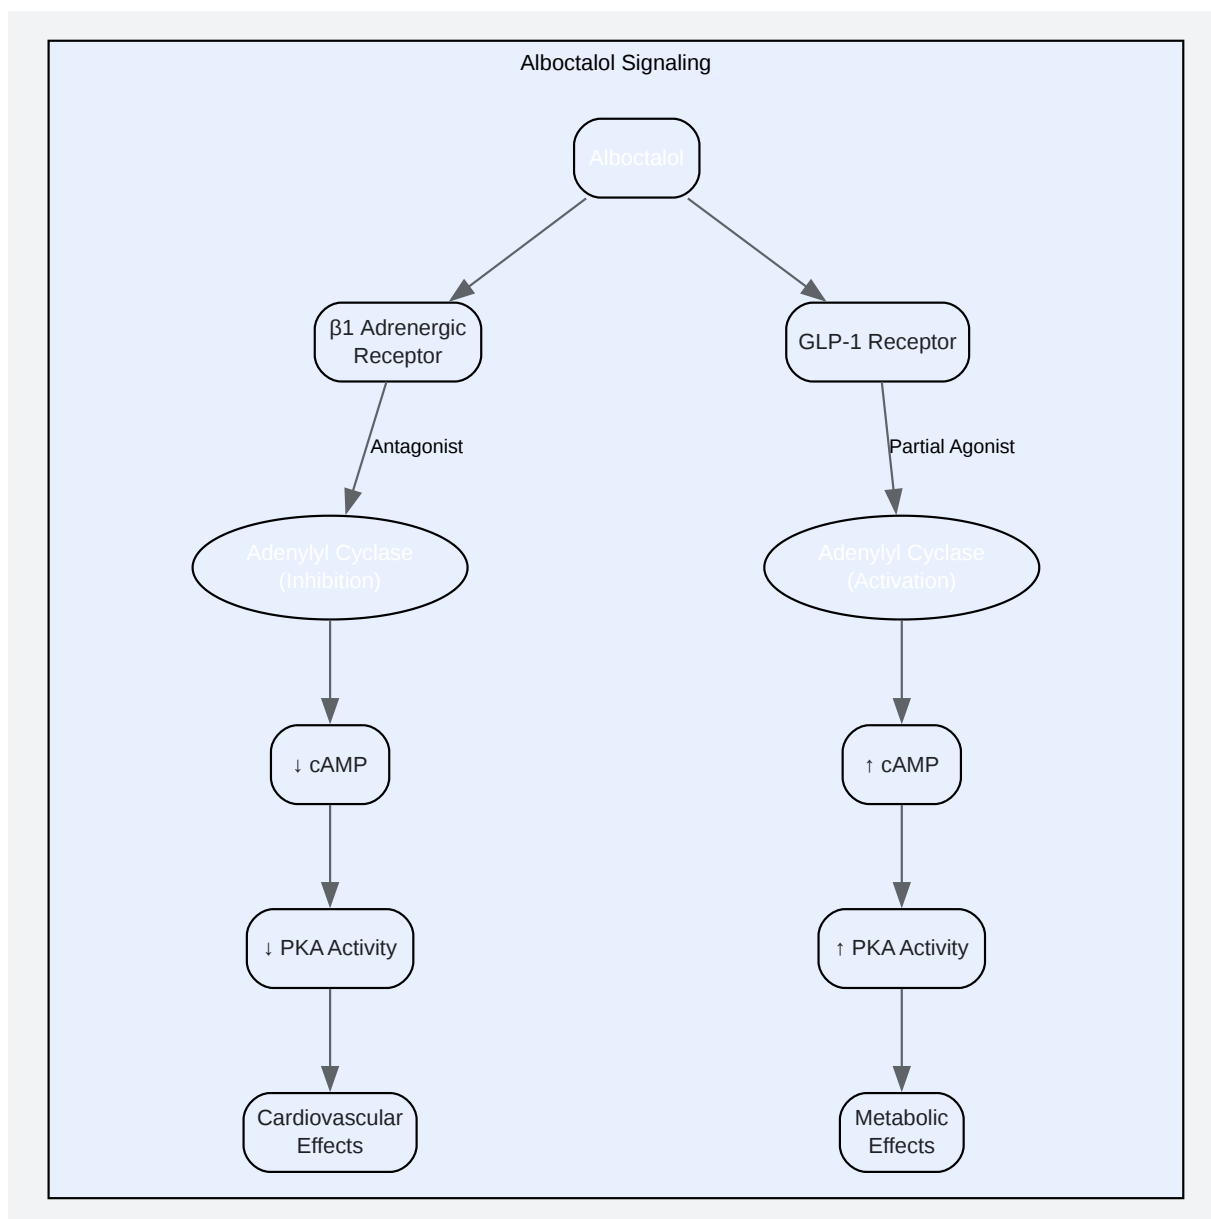 Alboctalol Signaling
Alboctalol
β1 Adrenergic
Receptor
GLP-1 Receptor
Antagonist
Partial Agonist
Adenylyl Cyclase
(Inhibition)
Adenylyl Cyclase
(Activation)
↓ cAMP
↑ cAMP
↓ PKA Activity
↑ PKA Activity
Cardiovascular
Effects
Metabolic
Effects